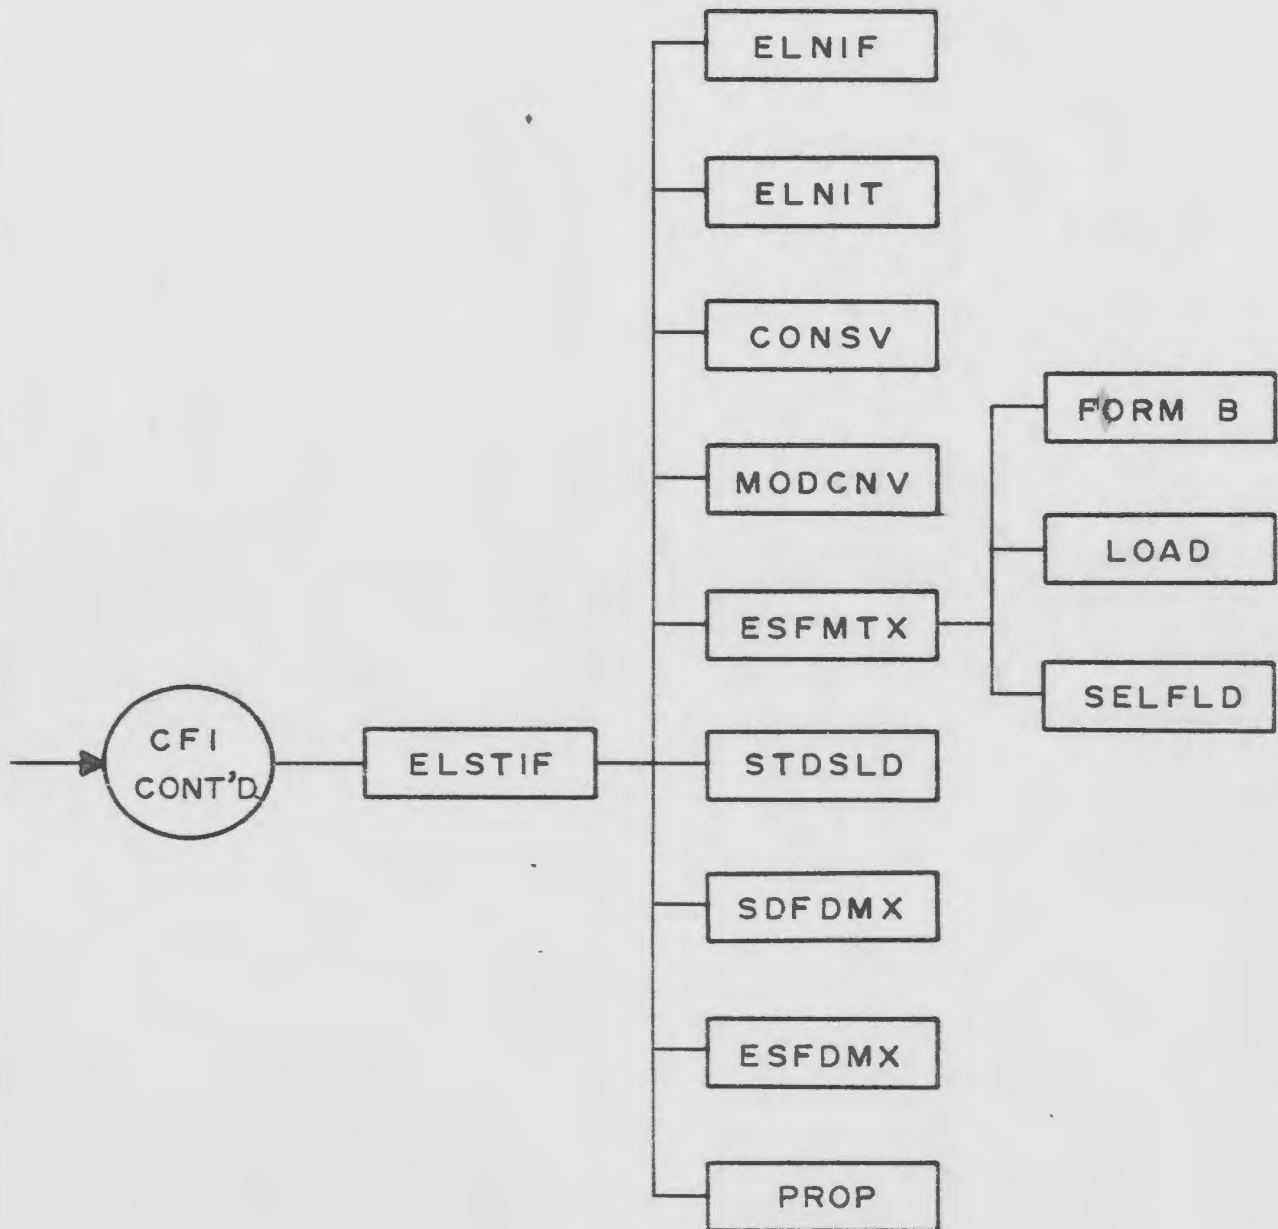 ELNIF
ELNIT
CONSV
MODCNV
FORM B
LOAD
ESFMTX
SELFLD
CFI
CONT'D
ELSTIF
STDSLD
SDFDMX
ESFDMX
PROP